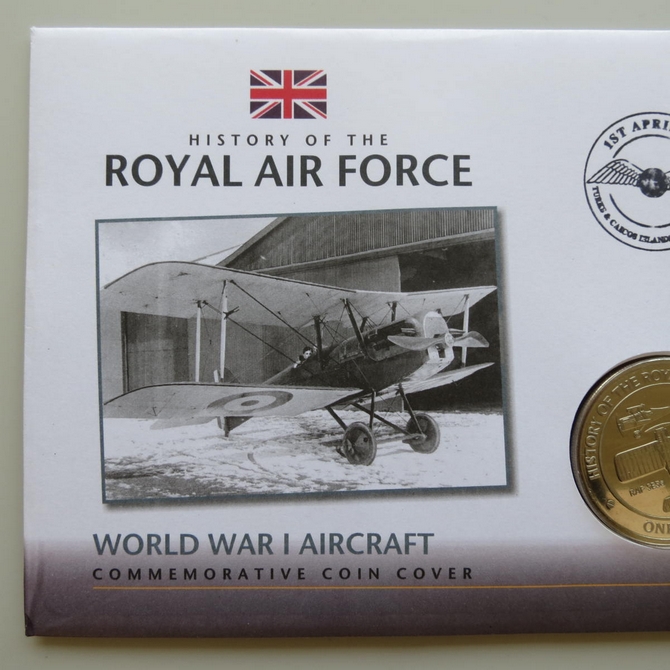 HISTORY OF THE
ROYAL AIR FORCE
1ST APRI
TURKS & CAICOS ISLANDS
HISTORY OF THE ROY
ONE
WORLD WAR I AIRCRAFT
COMMEMORATIVE COIN COVER